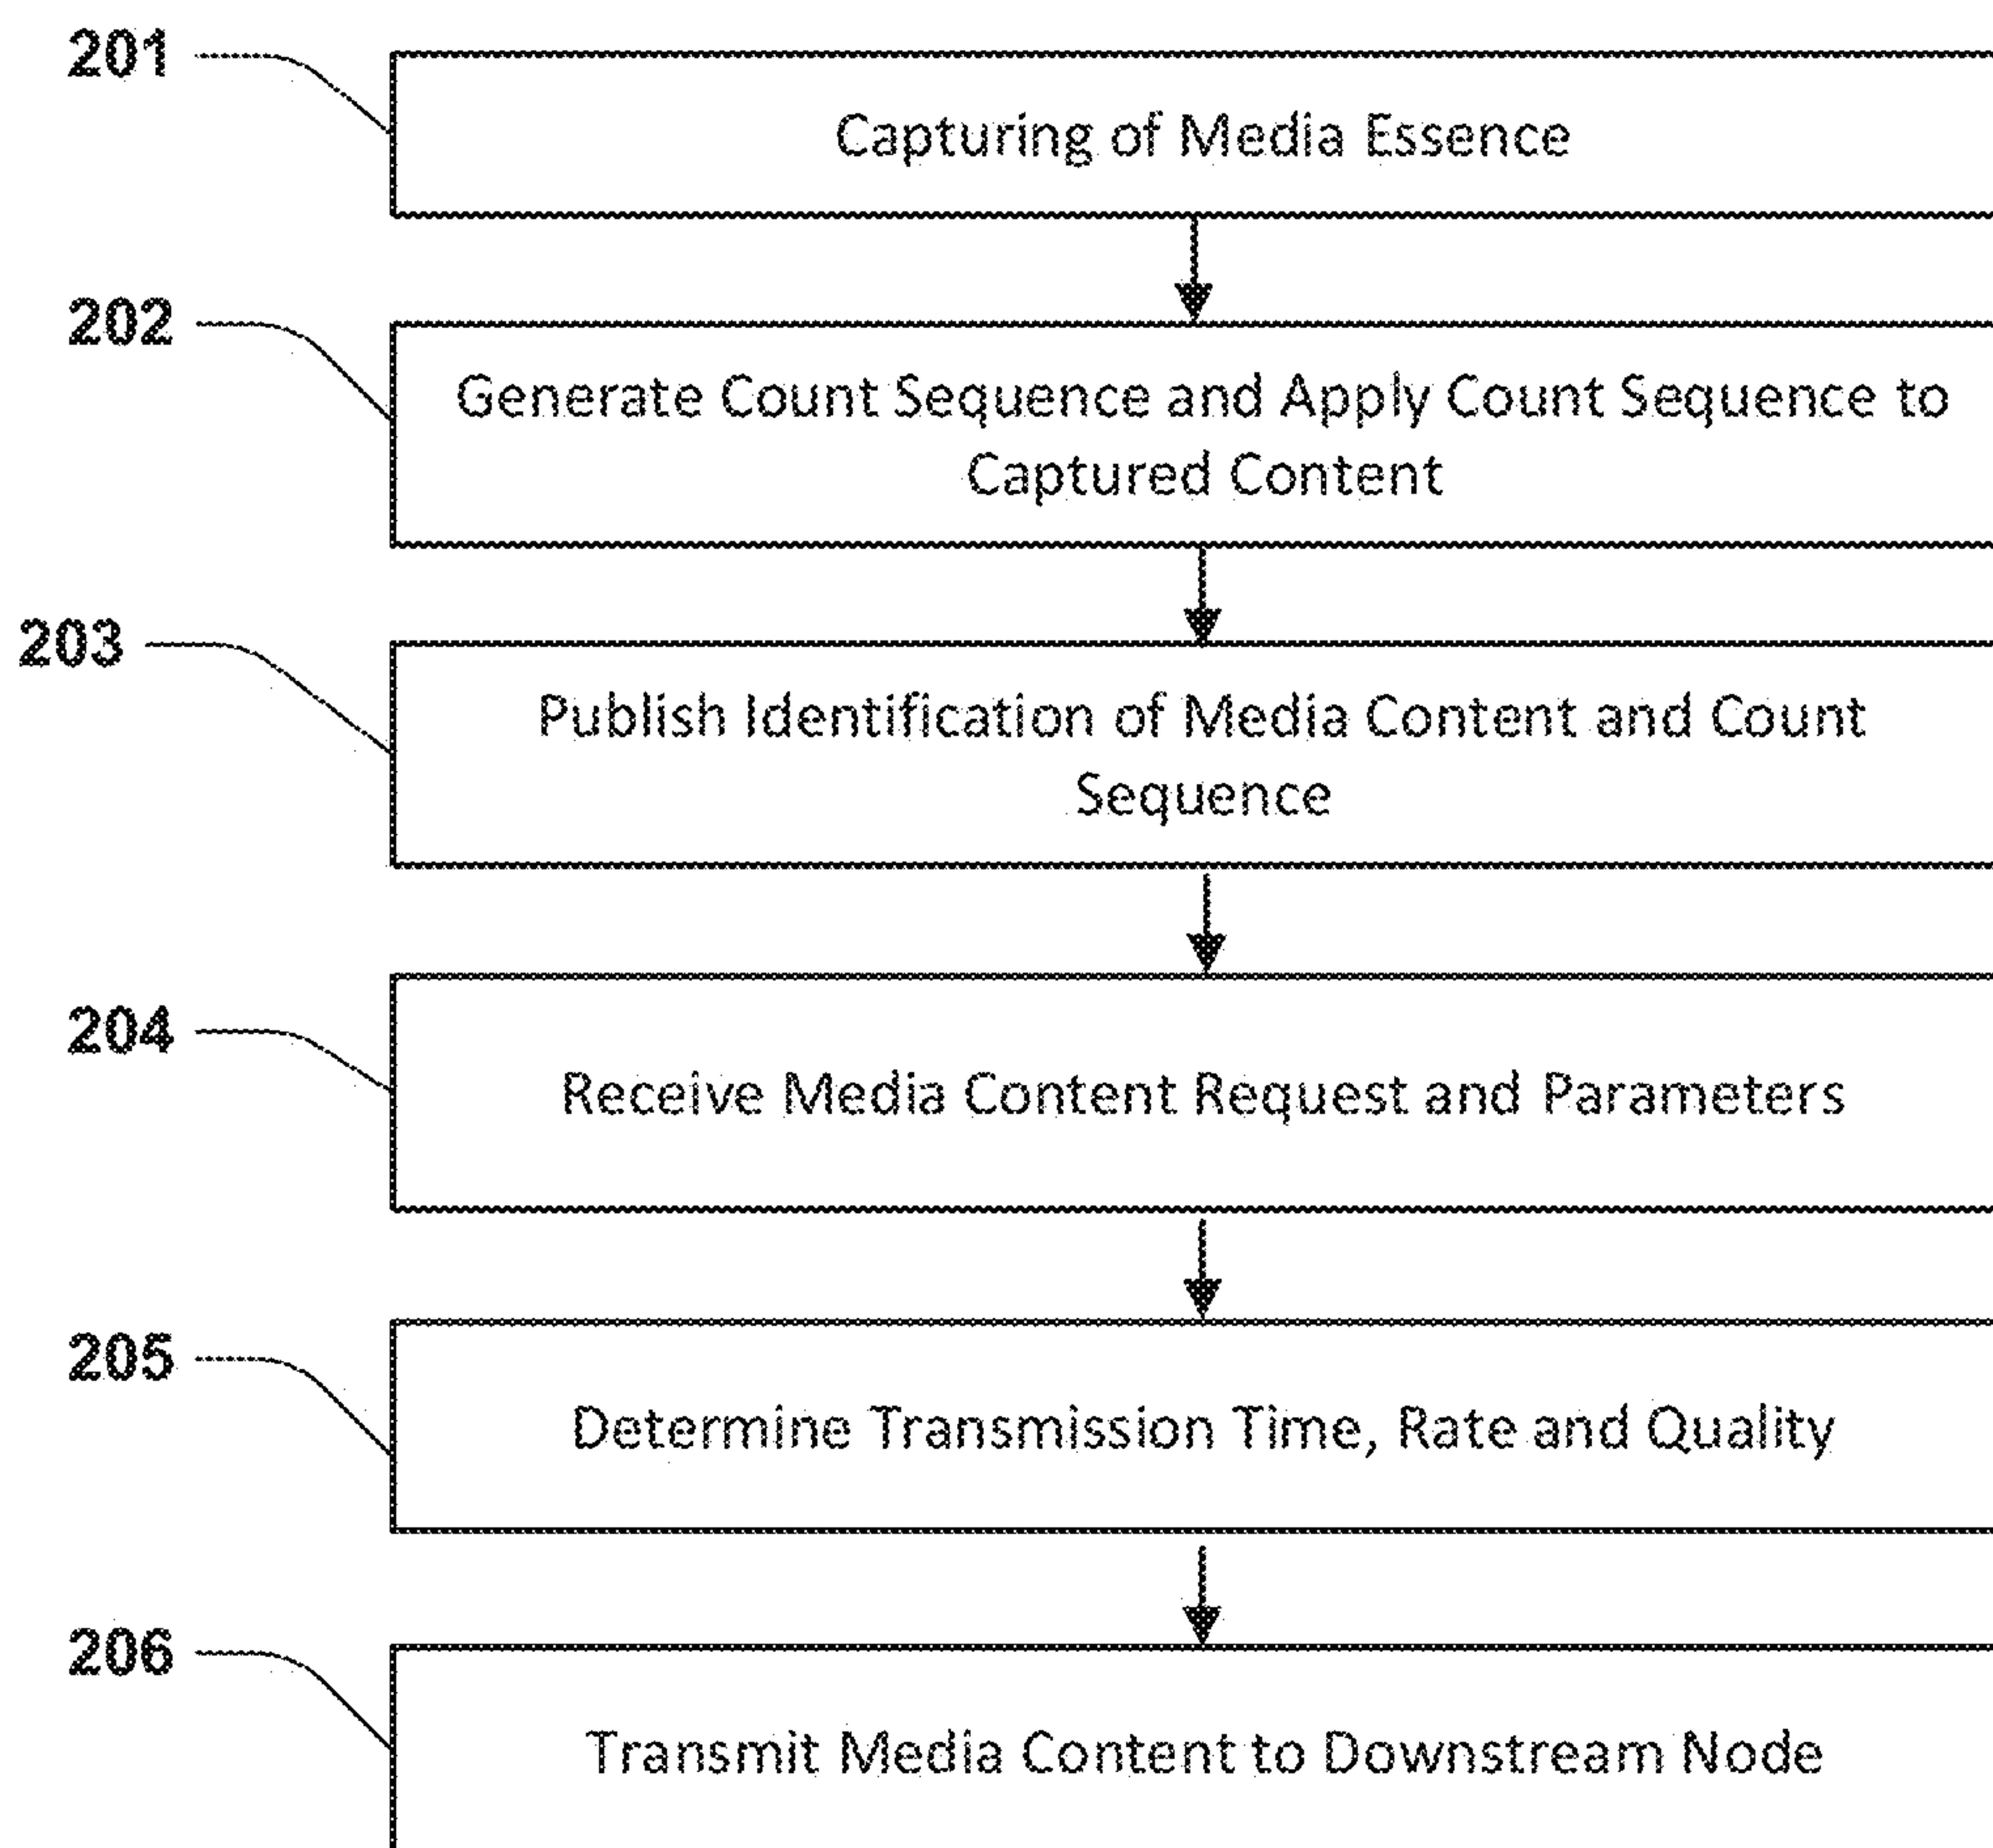 201
Capturing of Media Essence
202
Generate Count Sequence and Apply Count Sequence to
Captured Content
203
Publish Identification of Media Content and Count
Sequence
204
Receive Media Content Request and Parameters
205
Determine Transmission Time, Rate and Quality
206
Transmit Media Content to Downstream Node